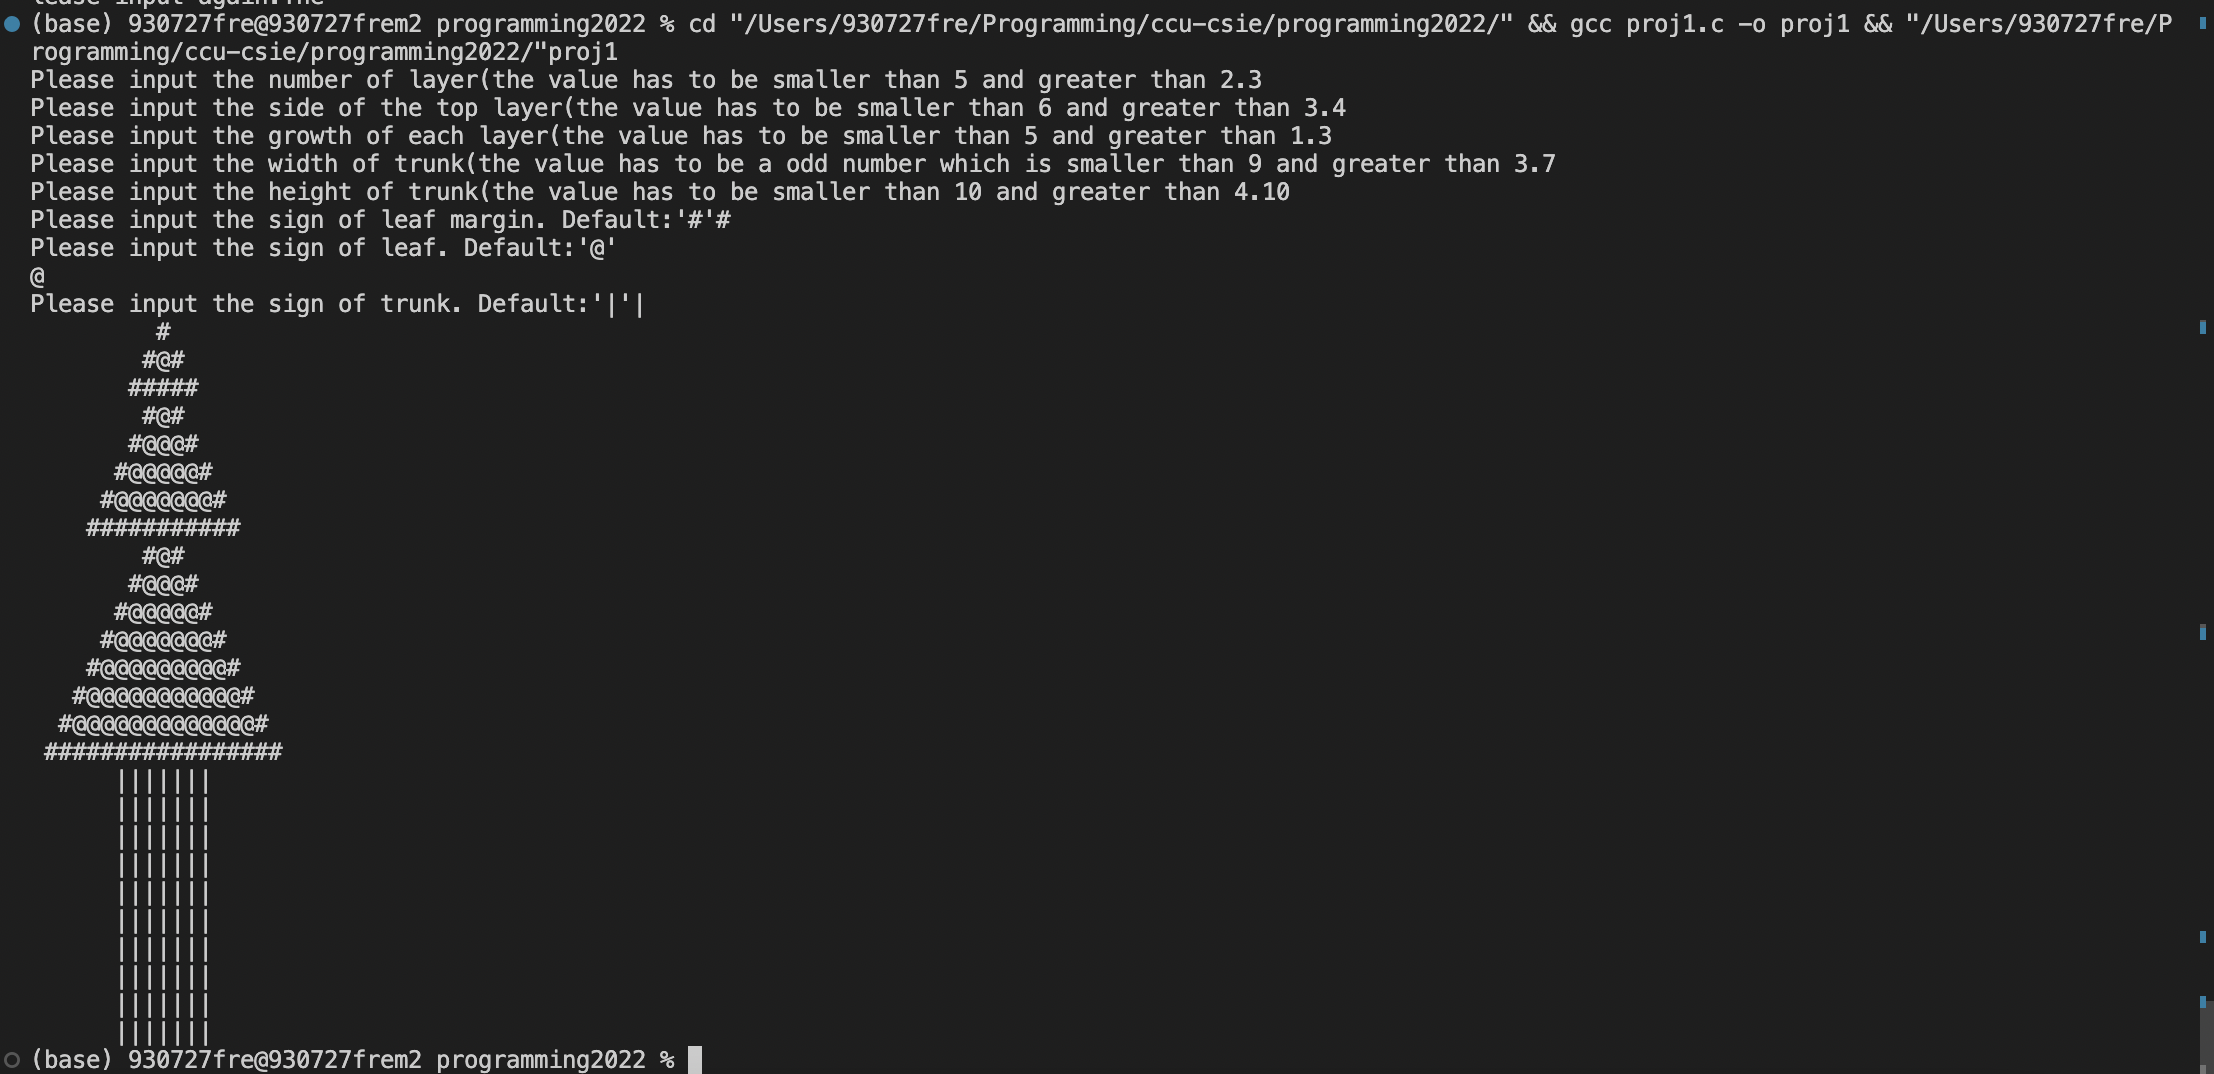 lease input again:the
(base) 930727fre@930727frem2 programming2022 % cd "/Users/930727fre/Programming/ccu-csie/programming2022/" && gcc proj1.c -o proj1 && "/Users/930727fre/P
rogramming/ccu-csie/programming2022/"proj1
Please input the number of layer(the value has to be smaller than 5 and greater than 2.3
Please input the side of the top layer(the value has to be smaller than 6 and greater than 3.4
Please input the growth of each layer(the value has to be smaller than 5 and greater than 1.3
Please input the width of trunk(the value has to be a odd number which is smaller than 9 and greater than 3.7
Please input the height of trunk(the value has to be smaller than 10 and greater than 4.10
Please input the sign of leaf margin. Default:'#'#
Please input the sign of leaf. Default:'@'
@
Please input the sign of trunk. Default:'|'|
         #
        #@#
       #####
        #@#
       #@@@#
      #@@@@@#
     #@@@@@@@#
    ###########
        #@#
       #@@@#
      #@@@@@#
     #@@@@@@@#
    #@@@@@@@@@#
   #@@@@@@@@@@@#
  #@@@@@@@@@@@@@#
 #################
      |||||||
      |||||||
      |||||||
      |||||||
      |||||||
      |||||||
      |||||||
      |||||||
      |||||||
      |||||||
(base) 930727fre@930727frem2 programming2022 %